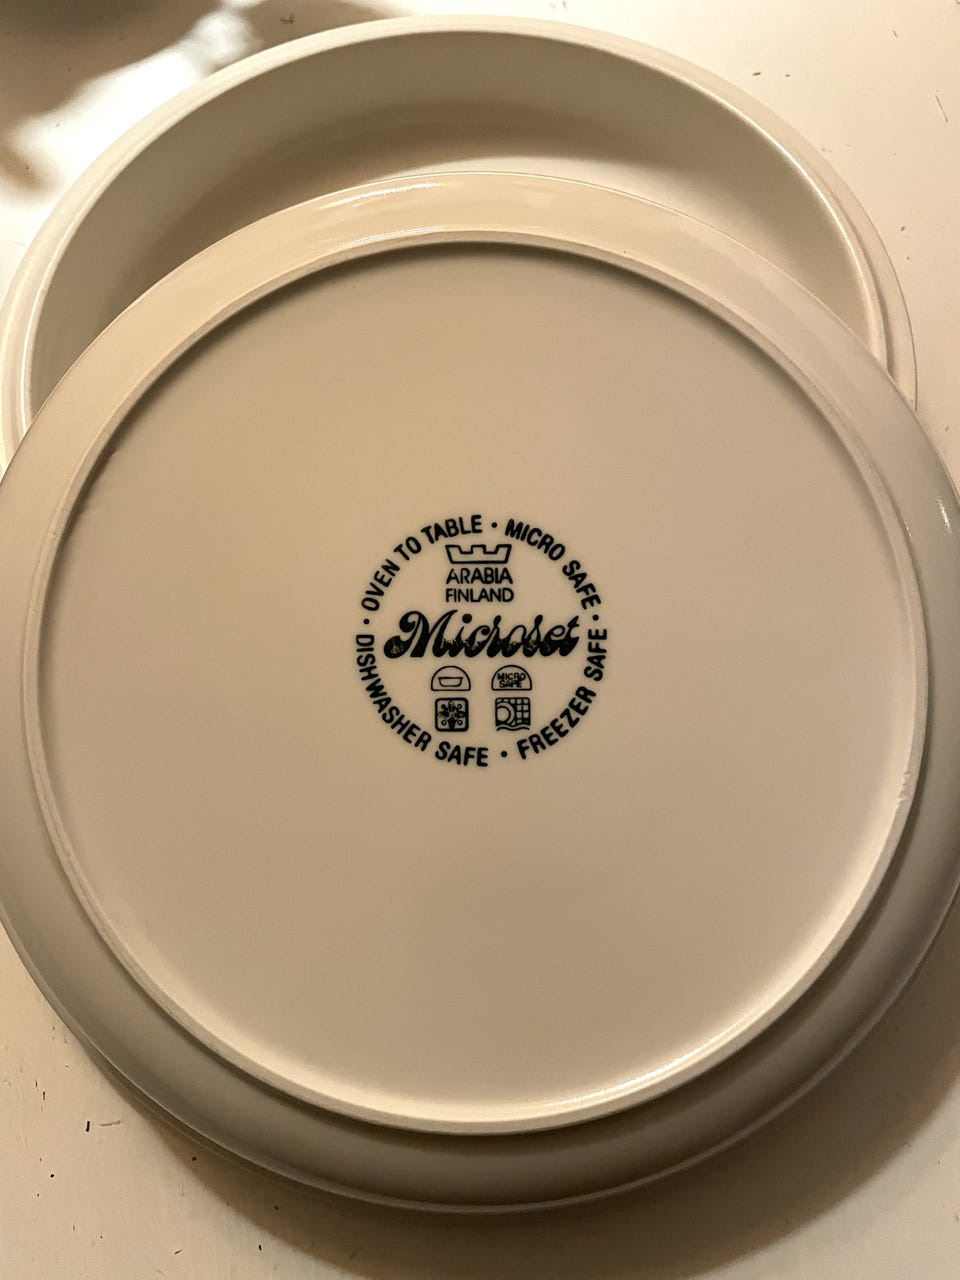 OVEN TO TABLE · MICRO SAFE · FREEZER SAFE · DISHWASHER SAFE ·
ARABIA
FINLAND
Microset
MICRO
SAFE